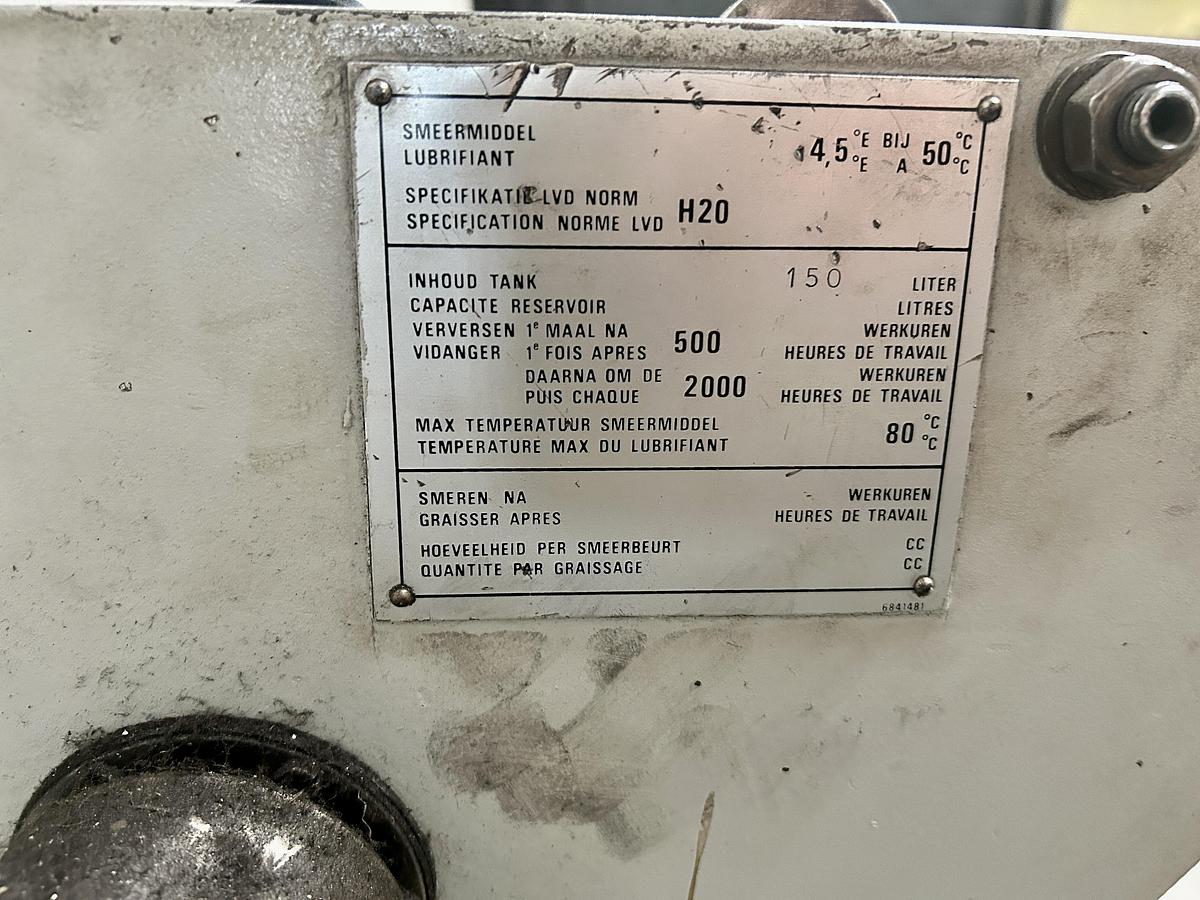 SMEERMIDDEL 4,5 °E BIJ 50 °C
LUBRIFIANT °E A °C
SPECIFIKATIE LVD NORM H20
SPECIFICATION NORME LVD
INHOUD TANK 150 LITER
CAPACITE RESERVOIR LITRES
VERVERSEN 1e MAAL NA 500 WERKUREN
VIDANGER 1e FOIS APRES HEURES DE TRAVAIL
DAARNA OM DE 2000 WERKUREN
PUIS CHAQUE HEURES DE TRAVAIL
MAX TEMPERATUUR SMEERMIDDEL 80 °C
TEMPERATURE MAX DU LUBRIFIANT °C
SMEREN NA WERKUREN
GRAISSER APRES HEURES DE TRAVAIL
HOEVEELHEID PER SMEERBEURT CC
QUANTITE PAR GRAISSAGE CC
6841481